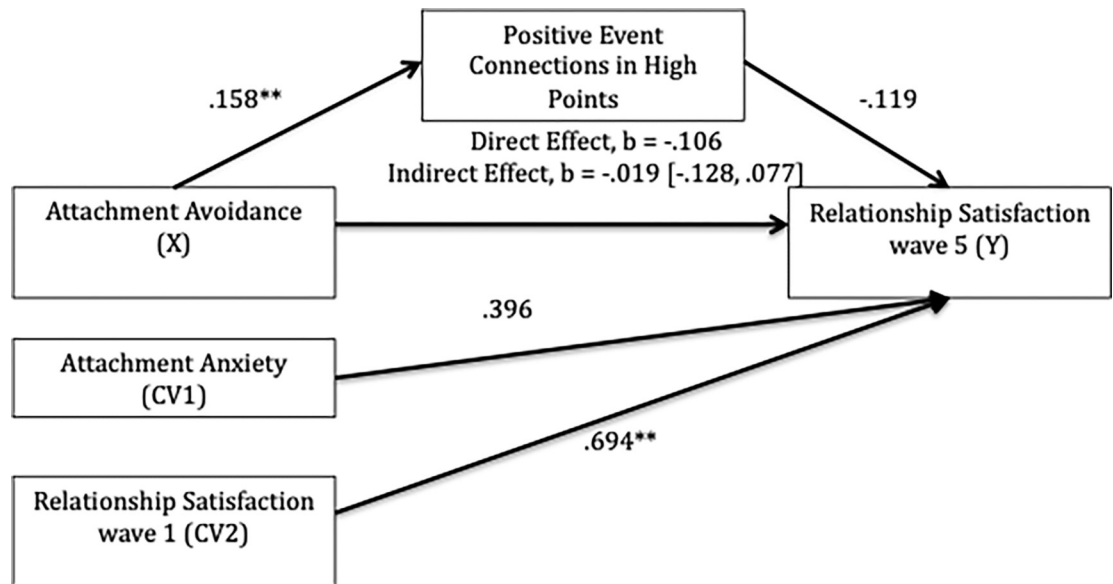 Positive Event
Connections in High
Points
.158**
-.119
Direct Effect, b = -.106
Indirect Effect, b = -.019 [-.128, .077]
Attachment Avoidance
(X)
Relationship Satisfaction
wave 5 (Y)
.396
Attachment Anxiety
(CV1)
.694**
Relationship Satisfaction
wave 1 (CV2)